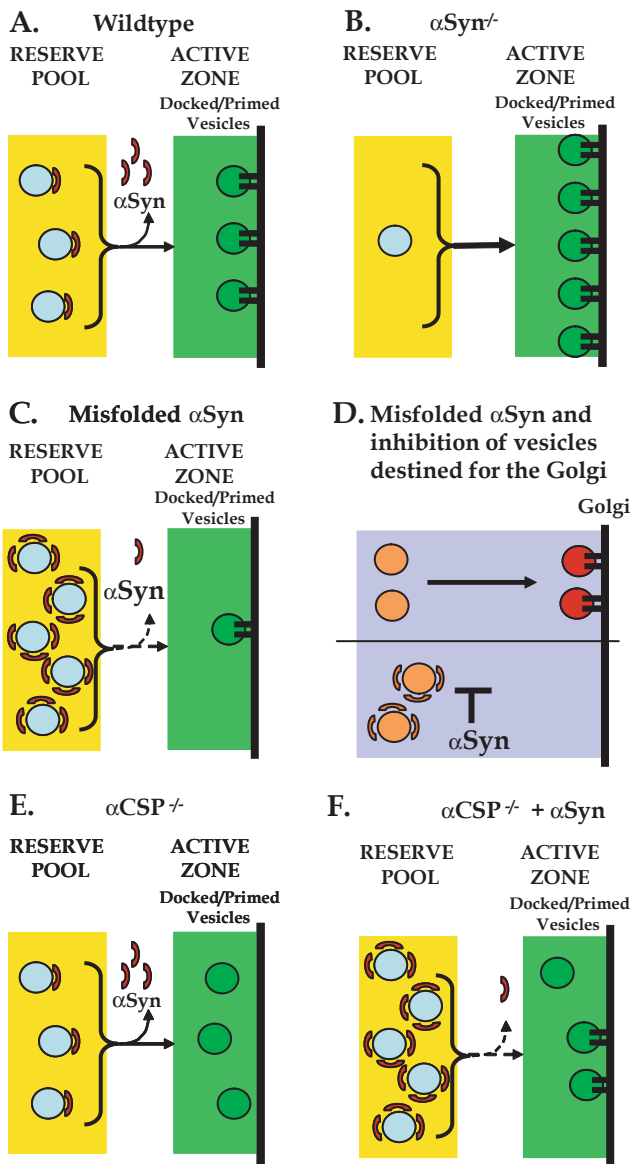 A. Wildtype
RESERVE
POOL
ACTIVE
ZONE
Docked/Primed
Vesicles
αSyn
B. αSyn-/-
RESERVE
POOL
ACTIVE
ZONE
Docked/Primed
Vesicles
C. Misfolded αSyn
RESERVE
POOL
ACTIVE
ZONE
Docked/Primed
Vesicles
αSyn
D. Misfolded αSyn and
inhibition of vesicles
destined for the Golgi
Golgi
αSyn
E. αCSP -/-
RESERVE
POOL
ACTIVE
ZONE
Docked/Primed
Vesicles
αSyn
F. αCSP -/- + αSyn
RESERVE
POOL
ACTIVE
ZONE
Docked/Primed
Vesicles